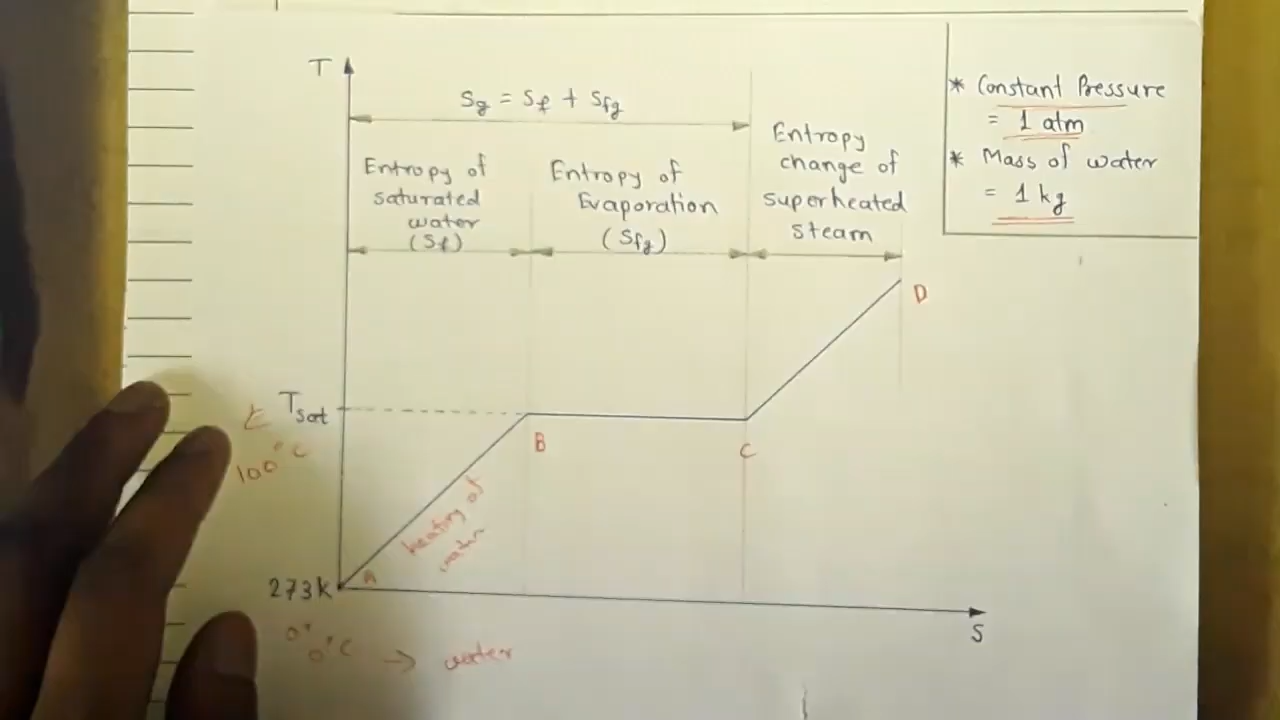 T
Sg = Sf + Sfg
Entropy of
saturated
water
(Sf)
Entropy of
Evaporation
(Sfg)
Entropy
change of
superheated
steam
* Constant Pressure
= 1 atm
* Mass of water
= 1 kg
D
Tsat
100°C
B
C
heating of
water
A
273k
0°
0°C → water
S